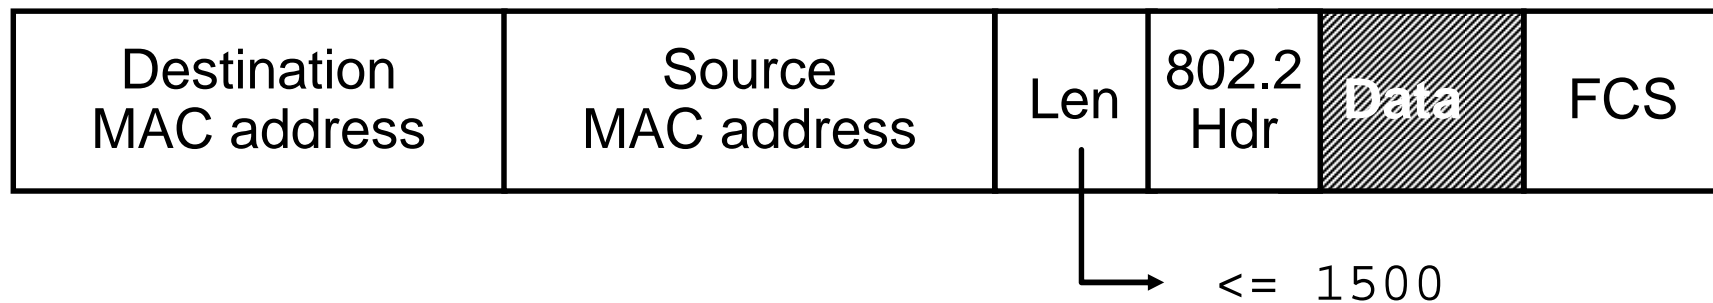 Destination
MAC address
Source
MAC address
Len
802.2
Hdr
Data
FCS
<= 1500